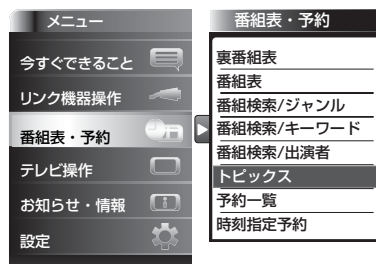 メニュー
今すぐできること
リンク機器操作
番組表・予約
テレビ操作
お知らせ・情報
設定
番組表・予約
裏番組表
番組表
番組検索/ジャンル
番組検索/キーワード
番組検索/出演者
トピックス
予約一覧
時刻指定予約